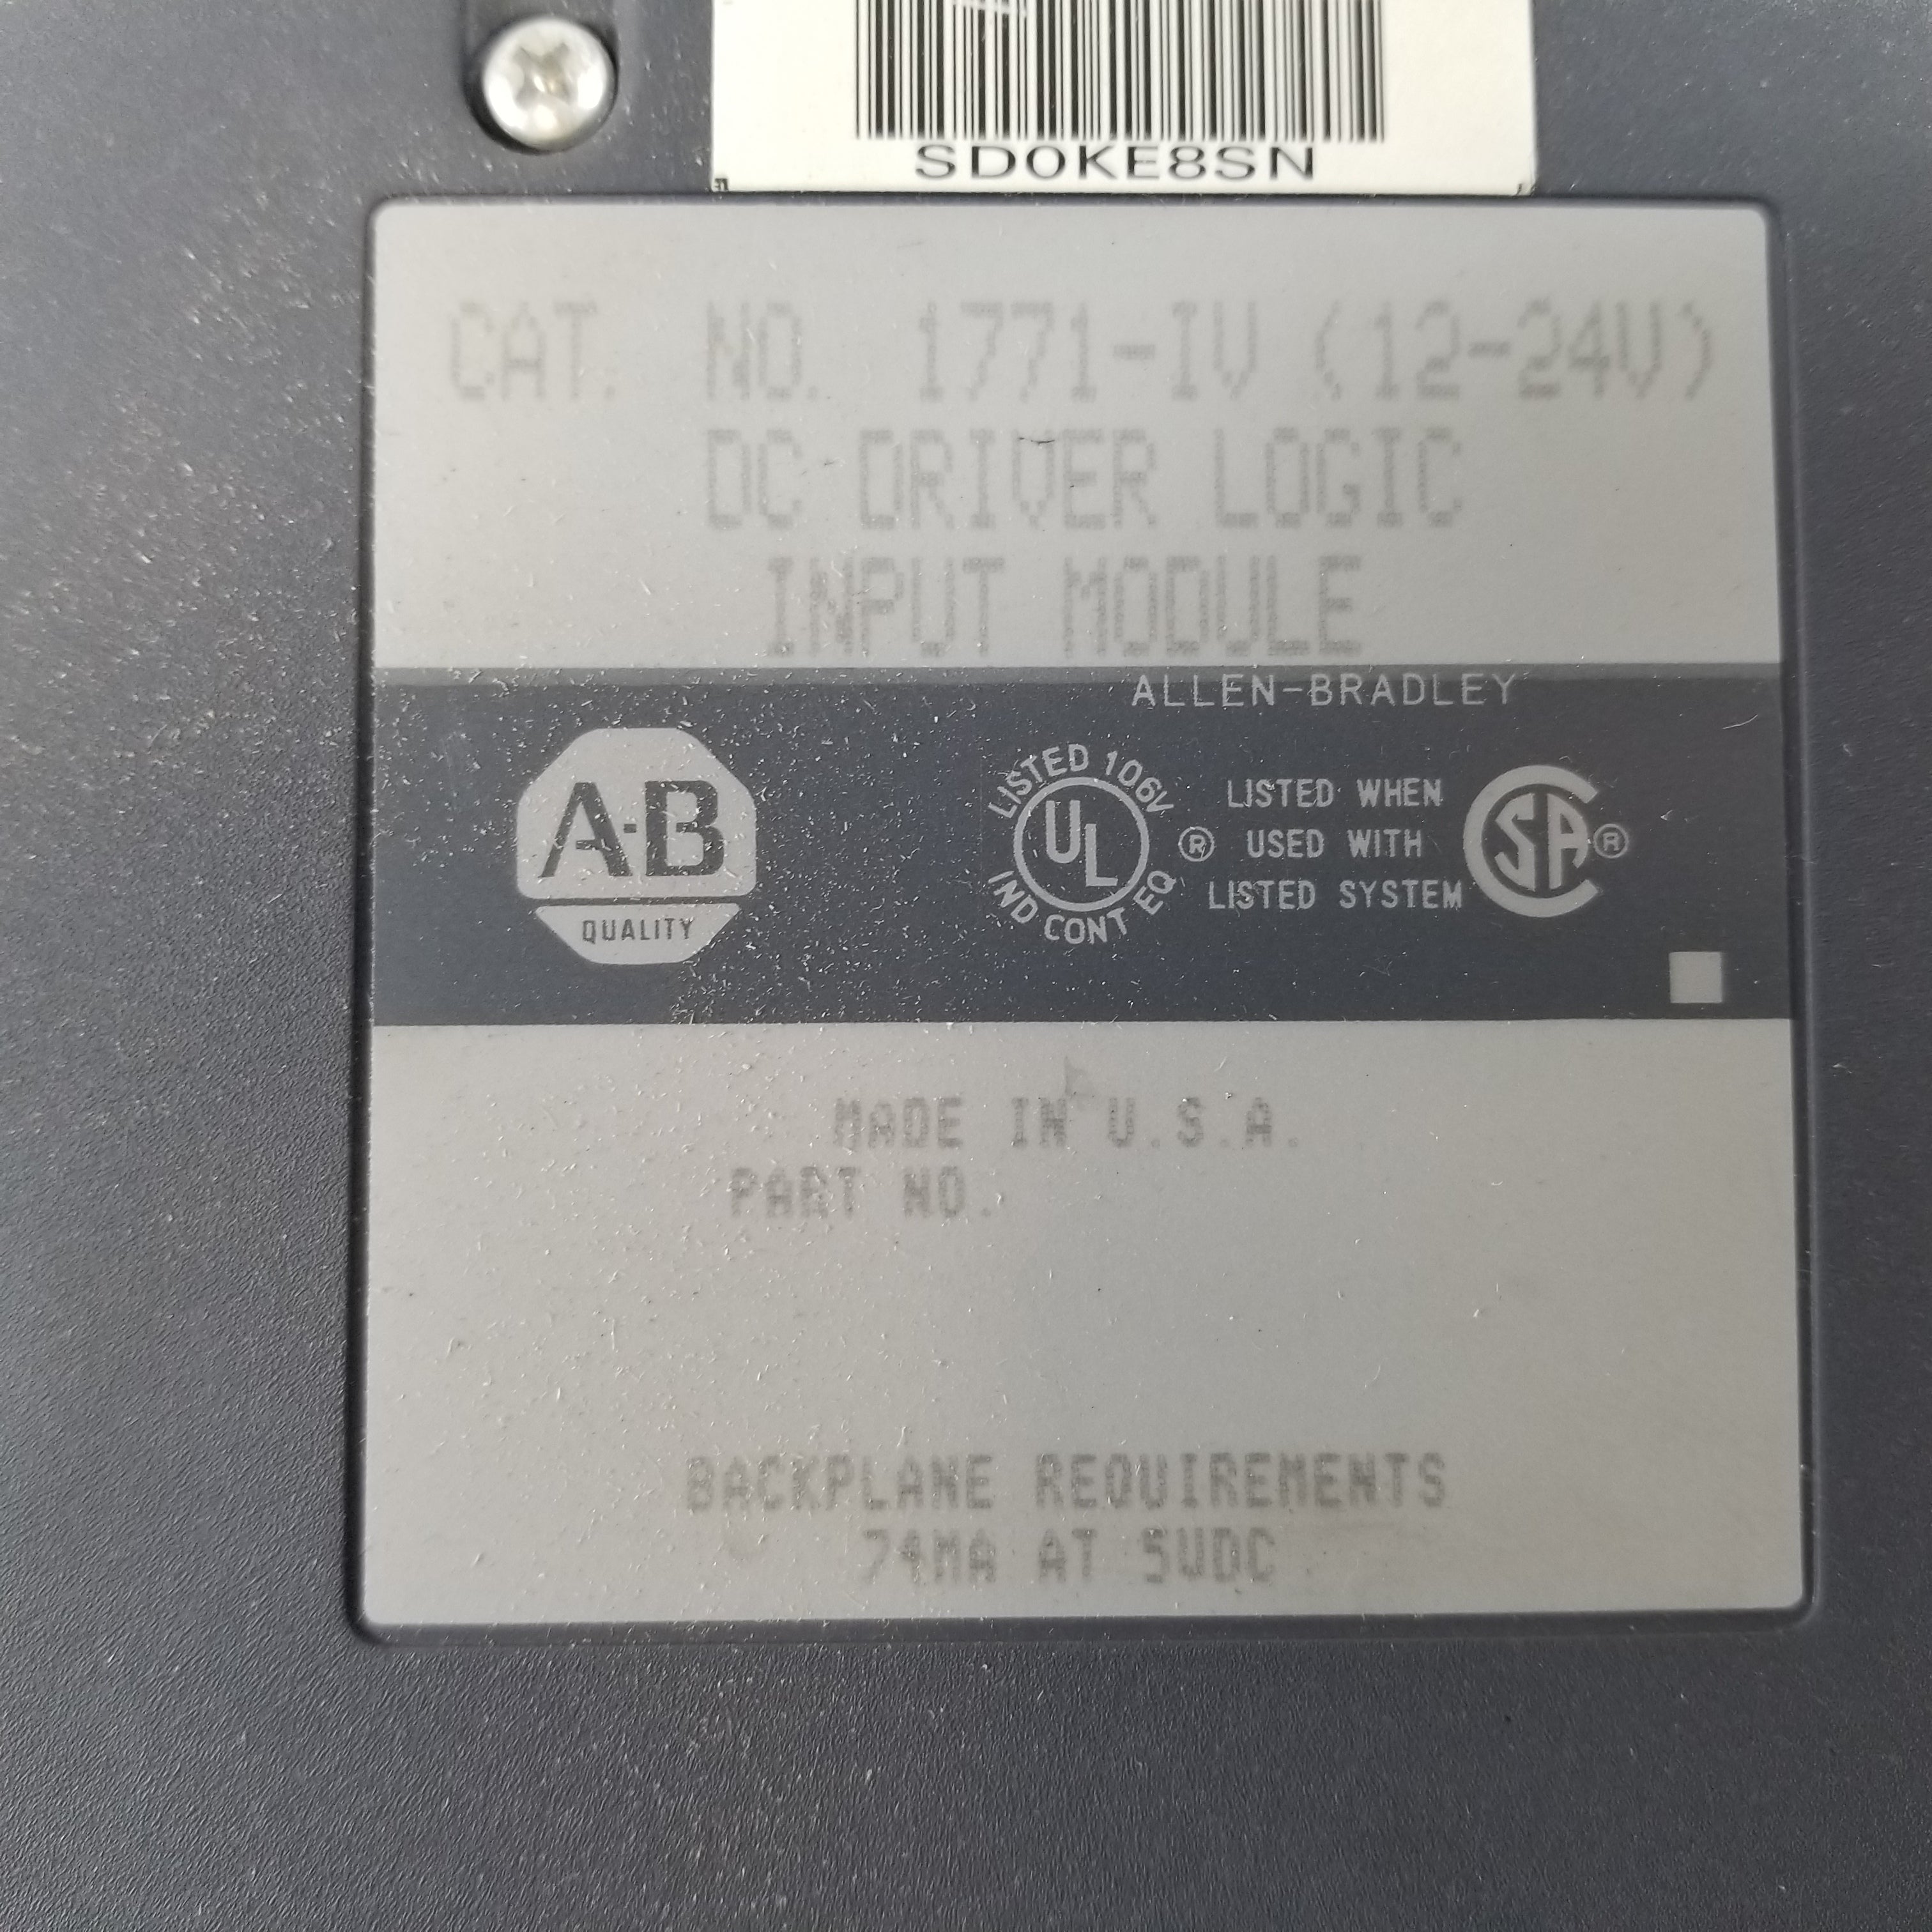 SD0KE8SN
CAT. NO. 1771-IV (12-24V)
DC DRIVER LOGIC
INPUT MODULE
ALLEN-BRADLEY
A-B
QUALITY
LISTED 106V
UL
IND CONT EQ
®
LISTED WHEN
USED WITH
LISTED SYSTEM
SA ®
MADE IN U.S.A.
PART NO.
BACKPLANE REQUIREMENTS
74MA AT 5VDC